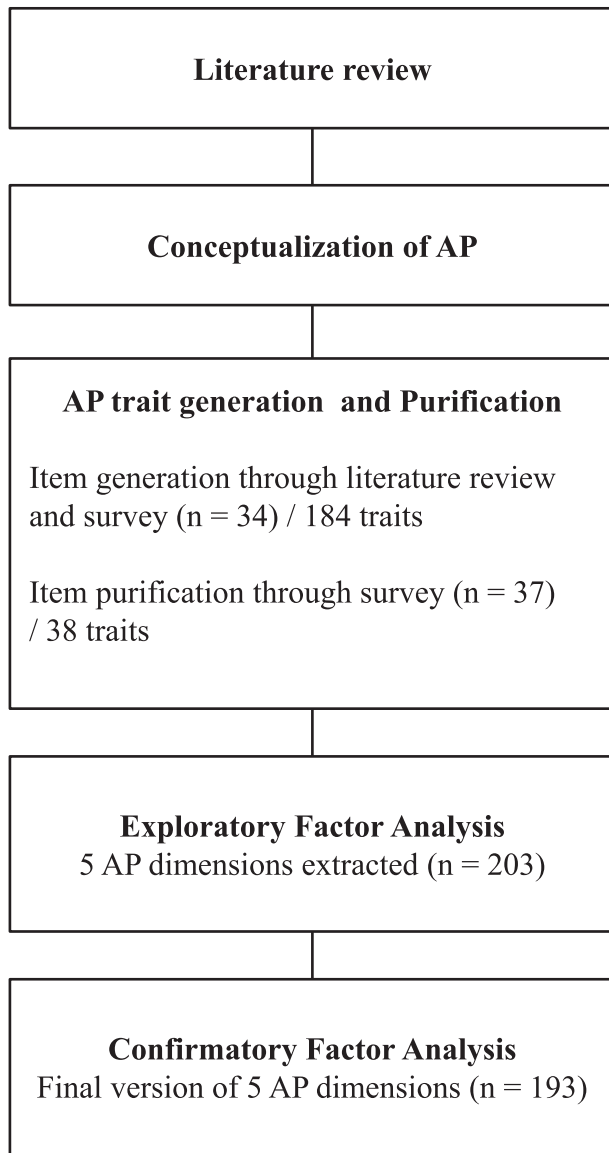 Literature review
Conceptualization of AP
AP trait generation and Purification
Item generation through literature review
and survey (n = 34) / 184 traits
Item purification through survey (n = 37)
/ 38 traits
Exploratory Factor Analysis
5 AP dimensions extracted (n = 203)
Confirmatory Factor Analysis
Final version of 5 AP dimensions (n = 193)